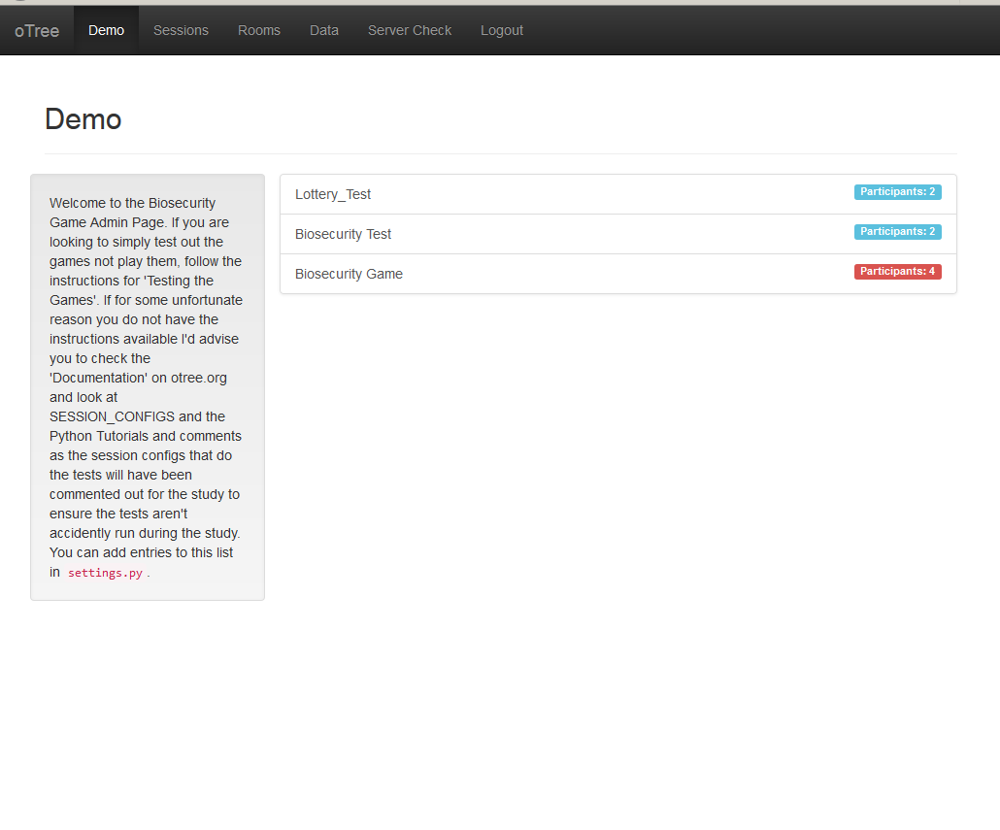 oTree Demo Sessions Rooms Data Server Check Logout
Demo
Welcome to the Biosecurity
Game Admin Page. If you are
looking to simply test out the
games not play them, follow the
instructions for 'Testing the
Games'. If for some unfortunate
reason you do not have the
instructions available I'd advise
you to check the
'Documentation' on otree.org
and look at
SESSION_CONFIGS and the
Python Tutorials and comments
as the session configs that do
the tests will have been
commented out for the study to
ensure the tests aren't
accidently run during the study.
You can add entries to this list
in settings.py .
Lottery_Test Participants: 2
Biosecurity Test Participants: 2
Biosecurity Game Participants: 4